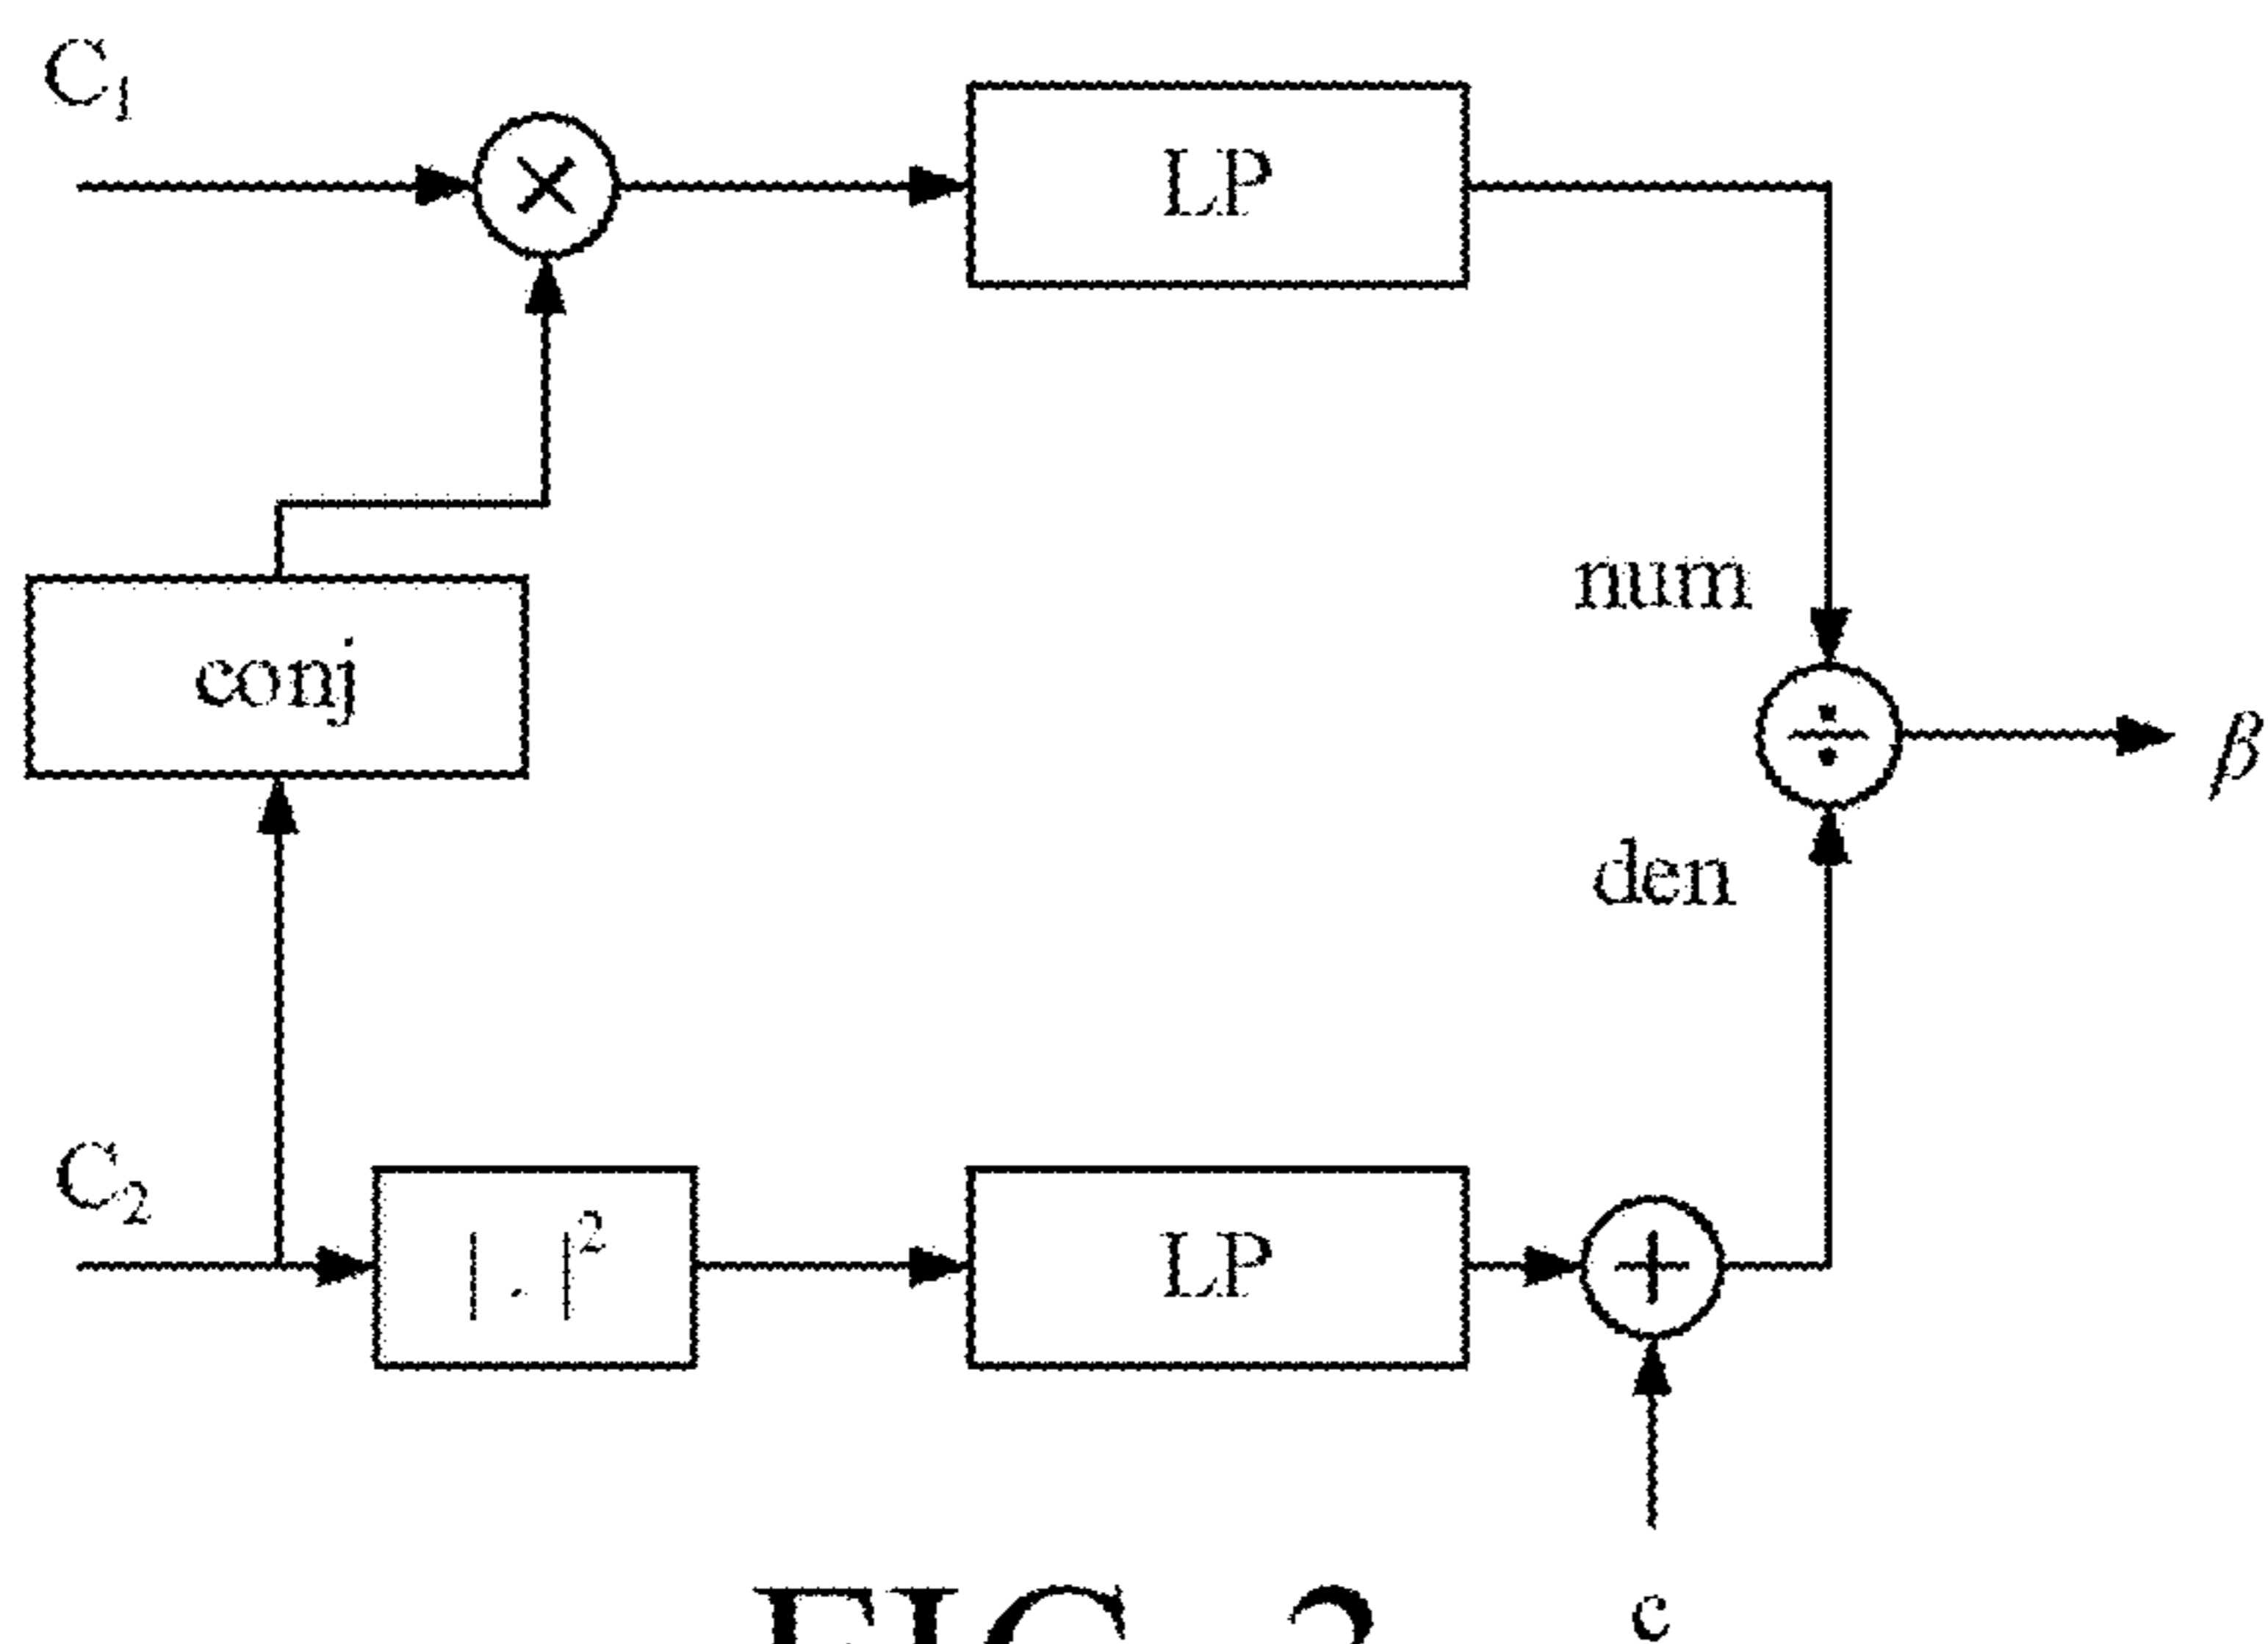 C₁
×
LP
num
conj
÷
β
den
C₂
|.|²
LP
+
c